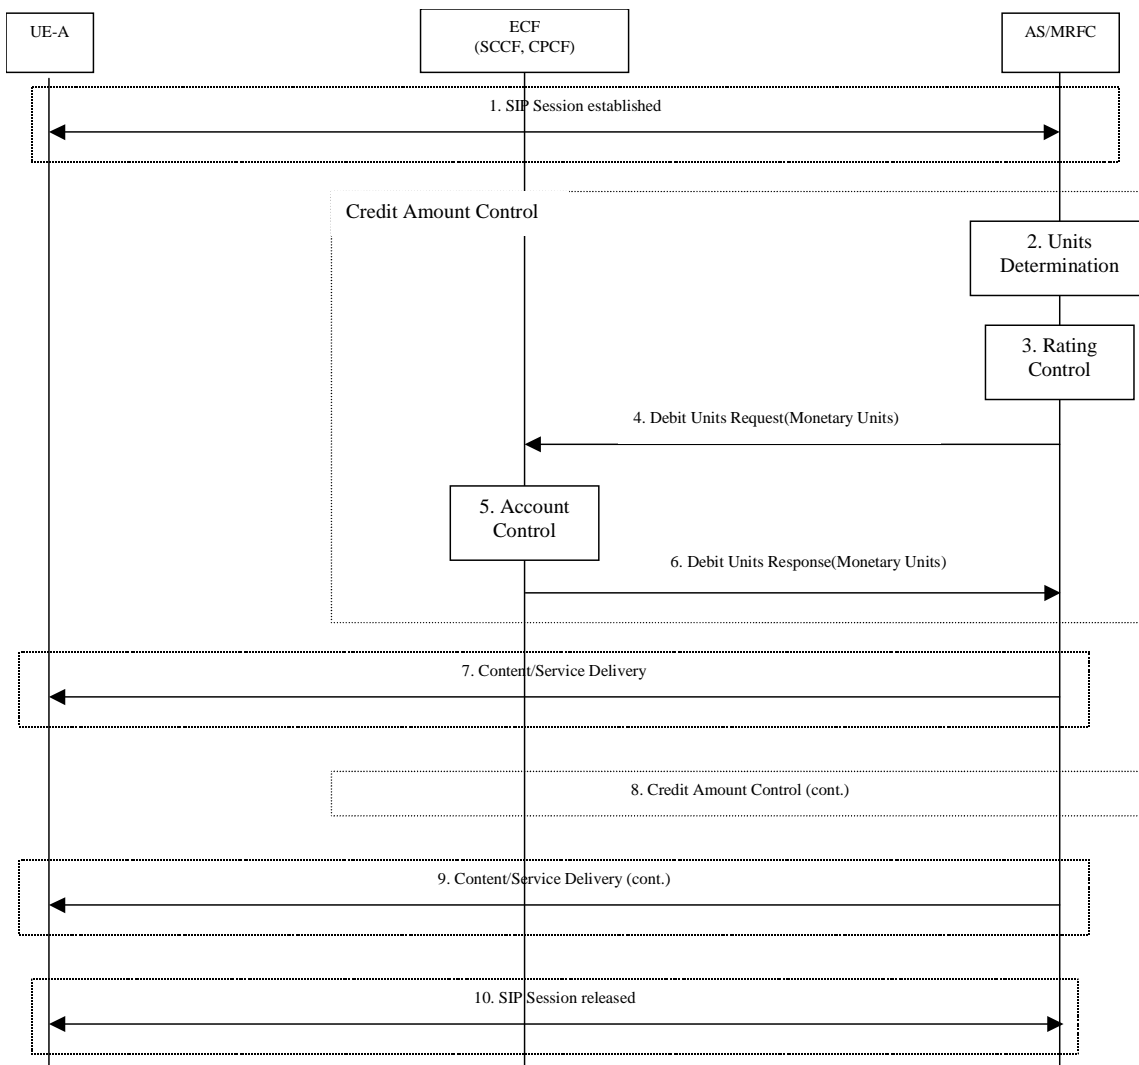 UE-A
ECF
(SCCF, CPCF)
AS/MRFC
1. SIP Session established
Credit Amount Control
2. Units
Determination
3. Rating
Control
4. Debit Units Request(Monetary Units)
5. Account
Control
6. Debit Units Response(Monetary Units)
7. Content/Service Delivery
8. Credit Amount Control (cont.)
9. Content/Service Delivery (cont.)
10. SIP Session released